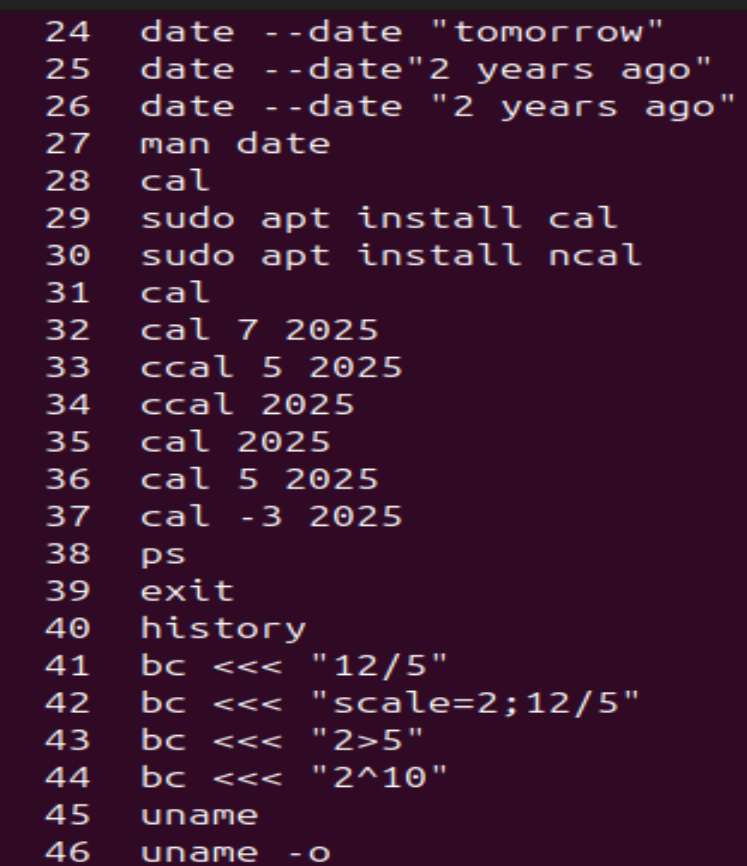 24 date --date "tomorrow"
25 date --date"2 years ago"
26 date --date "2 years ago"
27 man date
28 cal
29 sudo apt install cal
30 sudo apt install ncal
31 cal
32 cal 7 2025
33 ccal 5 2025
34 ccal 2025
35 cal 2025
36 cal 5 2025
37 cal -3 2025
38 ps
39 exit
40 history
41 bc <<< "12/5"
42 bc <<< "scale=2;12/5"
43 bc <<< "2>5"
44 bc <<< "2^10"
45 uname
46 uname -o